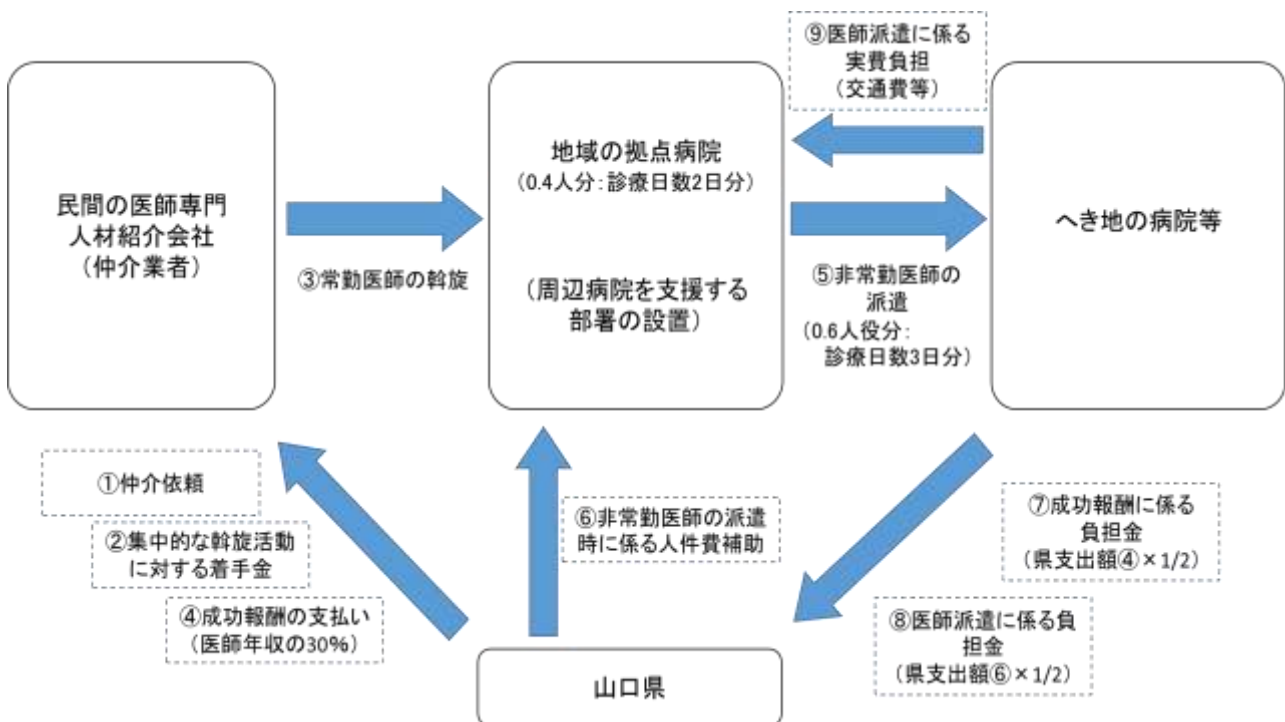 ⑨医師派遣に係る
実費負担
（交通費等）
民間の医師専門
人材紹介会社
（仲介業者）
③常勤医師の斡旋
地域の拠点病院
（0.4人分：診療日数2日分）
（周辺病院を支援する
部署の設置）
⑤非常勤医師の
派遣
（0.6人役分：
診療日数3日分）
へき地の病院等
①仲介依頼
②集中的な斡旋活動
に対する着手金
④成功報酬の支払い
（医師年収の30%）
⑥非常勤医師の派遣
時に係る人件費補助
⑦成功報酬に係る
負担金
（県支出額④×1/2）
⑧医師派遣に係る負
担金
（県支出額⑥×1/2）
山口県